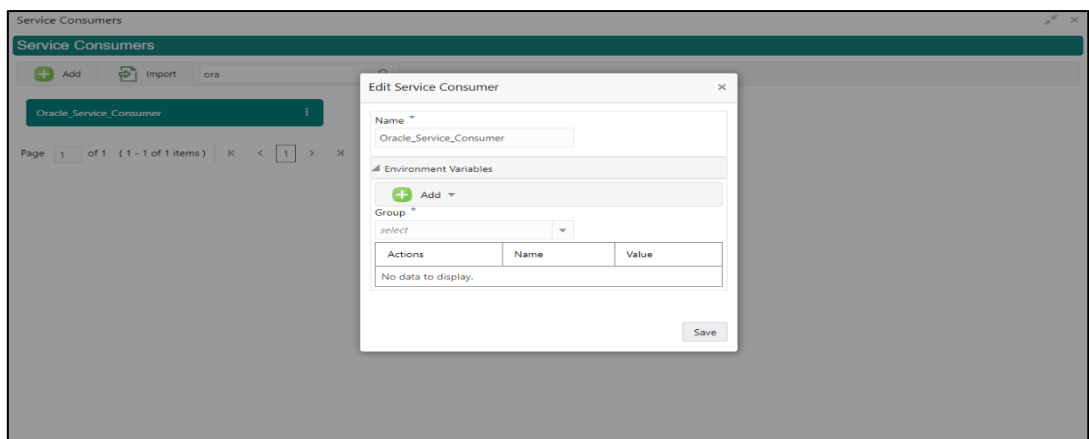 Service Consumers
Service Consumers
Add Import ora
Oracle_Service_Consumer
Page 1 of 1 (1 - 1 of 1 items) K < 1 > >|
Edit Service Consumer
Name *
Oracle_Service_Consumer
Environment Variables
Add
Group *
select
Actions Name Value
No data to display.
Save